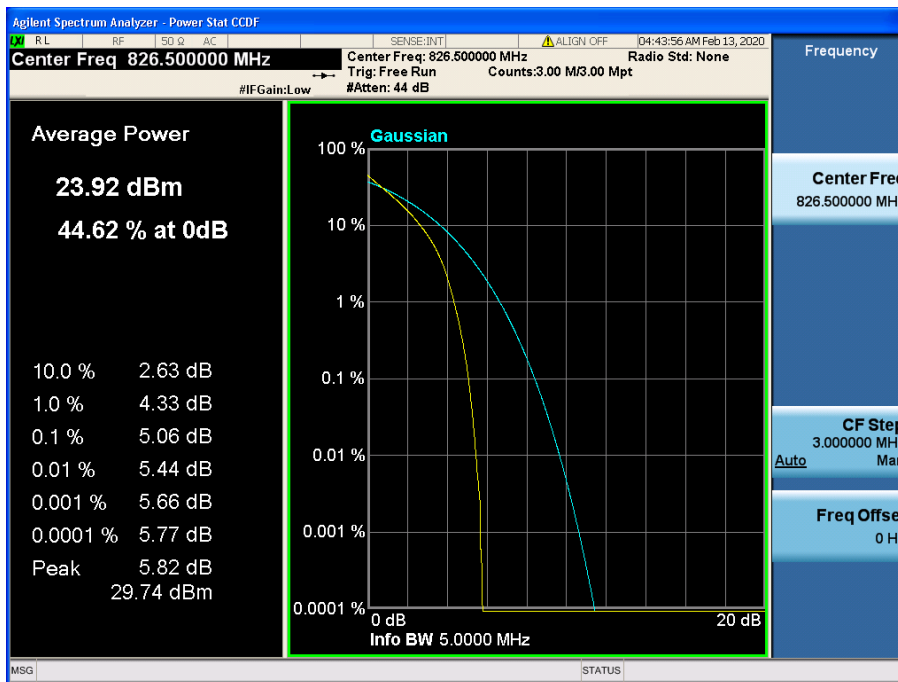 Agilent Spectrum Analyzer - Power Stat CCDF
LXI RL RF 50 Ω AC SENSE:INT ALIGN OFF 04:43:56 AM Feb 13, 2020
Center Freq 826.500000 MHz
Center Freq: 826.500000 MHz Radio Std: None
Trig: Free Run Counts:3.00 M/3.00 Mpt
#IFGain:Low #Atten: 44 dB
Average Power
23.92 dBm
44.62 % at 0dB
10.0 % 2.63 dB
1.0 % 4.33 dB
0.1 % 5.06 dB
0.01 % 5.44 dB
0.001 % 5.66 dB
0.0001 % 5.77 dB
Peak 5.82 dB
29.74 dBm
Gaussian
100 %
10 %
1 %
0.1 %
0.01 %
0.001 %
0.0001 %
0 dB 20 dB
Info BW 5.0000 MHz
Frequency
Center Fre
826.500000 MH
CF Step
3.000000 MH
Auto Ma
Freq Offse
0 H
MSG STATUS